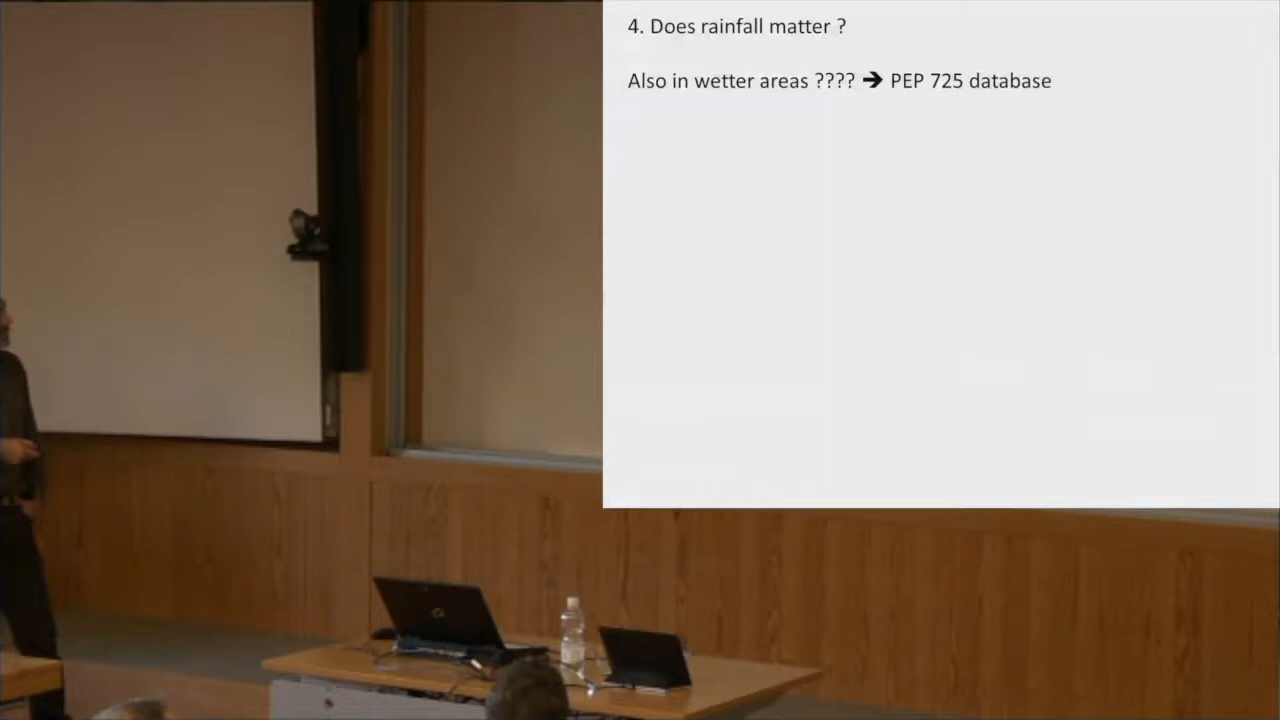 4. Does rainfall matter ?
Also in wetter areas ???? 🡺 PEP 725 database